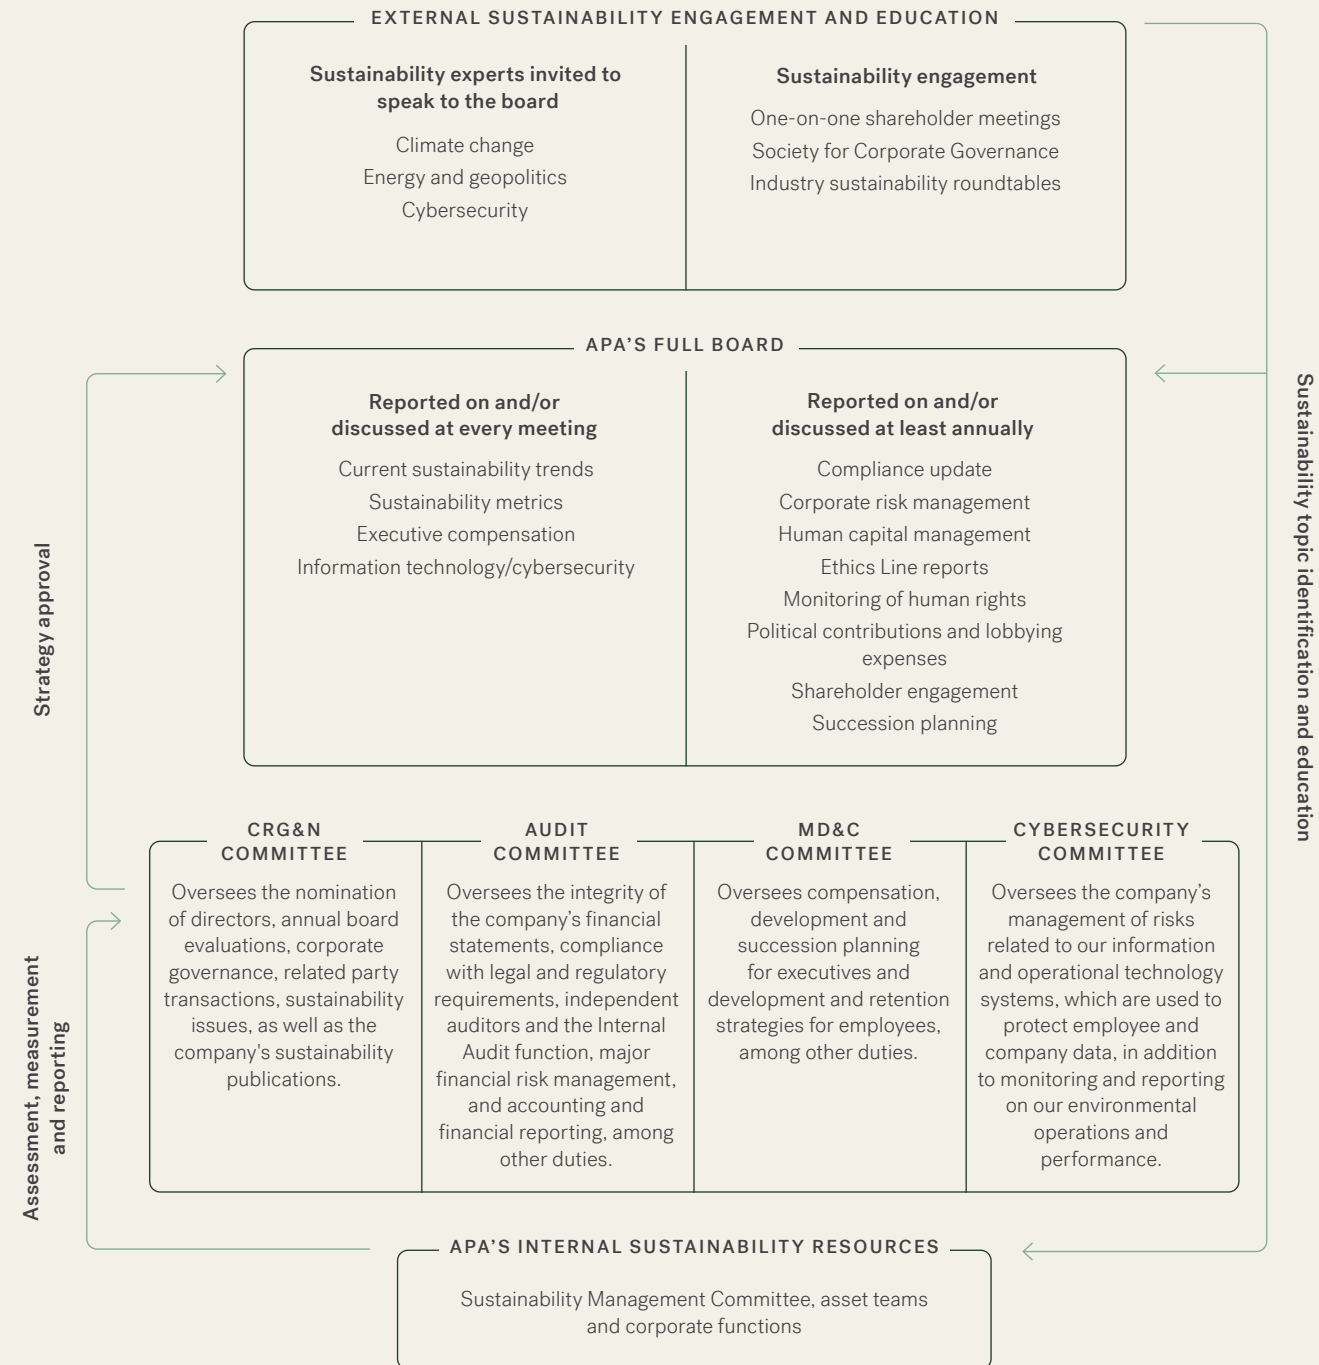 EXTERNAL SUSTAINABILITY ENGAGEMENT AND EDUCATION
Sustainability experts invited to
speak to the board
Climate change
Energy and geopolitics
Cybersecurity
Sustainability engagement
One-on-one shareholder meetings
Society for Corporate Governance
Industry sustainability roundtables
APA’S FULL BOARD
Reported on and/or
discussed at every meeting
Current sustainability trends
Sustainability metrics
Executive compensation
Information technology/cybersecurity
Reported on and/or
discussed at least annually
Compliance update
Corporate risk management
Human capital management
Ethics Line reports
Monitoring of human rights
Political contributions and lobbying
expenses
Shareholder engagement
Succession planning
Strategy approval
Sustainability topic identification and education
CRG&N
COMMITTEE
Oversees the nomination
of directors, annual board
evaluations, corporate
governance, related party
transactions, sustainability
issues, as well as the
company's sustainability
publications.
AUDIT
COMMITTEE
Oversees the integrity of
the company’s financial
statements, compliance
with legal and regulatory
requirements, independent
auditors and the Internal
Audit function, major
financial risk management,
and accounting and
financial reporting, among
other duties.
MD&C
COMMITTEE
Oversees compensation,
development and
succession planning
for executives and
development and retention
strategies for employees,
among other duties.
CYBERSECURITY
COMMITTEE
Oversees the company’s
management of risks
related to our information
and operational technology
systems, which are used to
protect employee and
company data, in addition
to monitoring and reporting
on our environmental
operations and
performance.
Assessment, measurement
and reporting
APA’S INTERNAL SUSTAINABILITY RESOURCES
Sustainability Management Committee, asset teams
and corporate functions